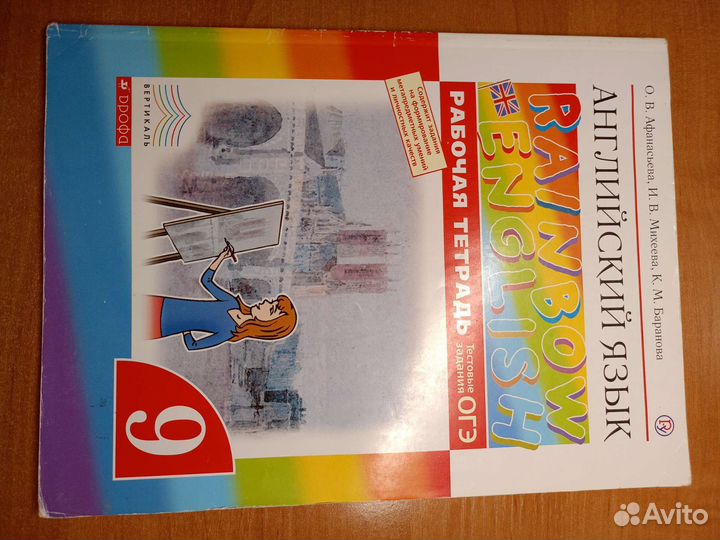 О. В. Афанасьева, И. В. Михеева, К. М. Баранова
АНГЛИЙСКИЙ ЯЗЫК
RAINBOW
ENGLISH
РАБОЧАЯ ТЕТРАДЬ
Тестовые
задания ОГЭ
Содержит задания
на формирование
метапредметных умений
и личностных качеств
9
ВЕРТИКАЛЬ
дрофа
Avito